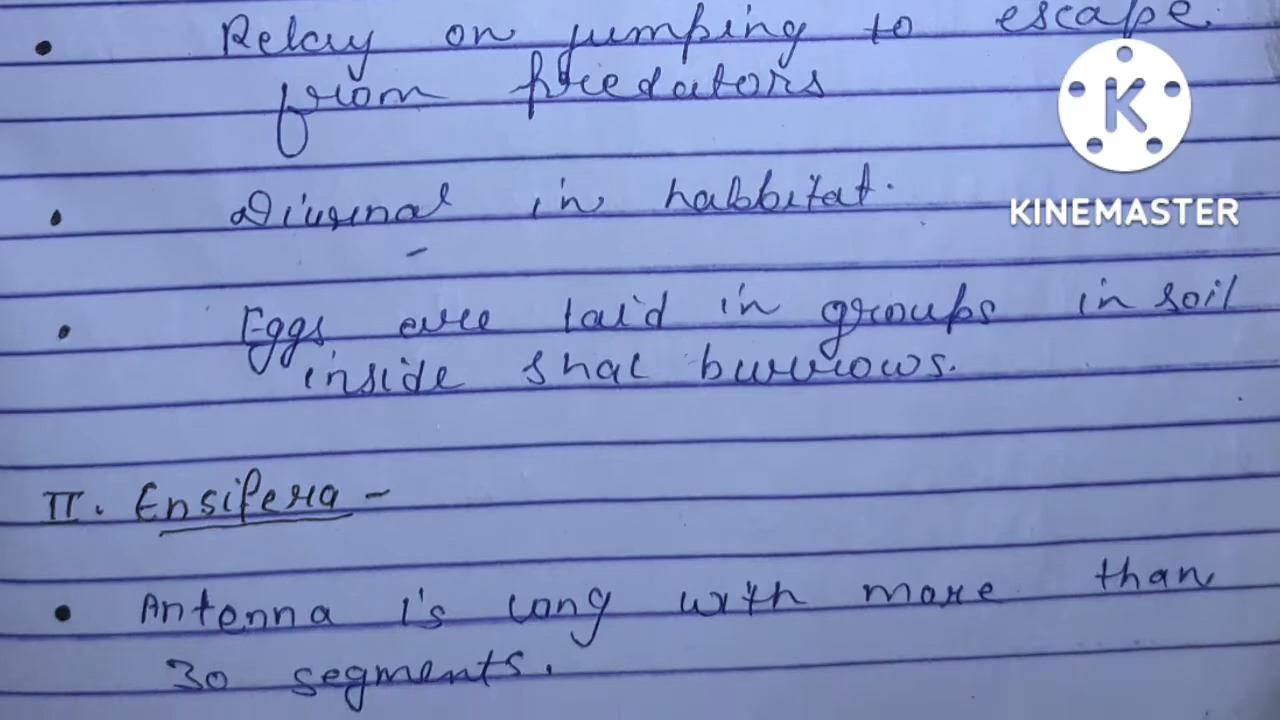 • Relay on jumping to escape
from predators
KINEMASTER
• Diurnal in habbitat.
• Eggs are laid in groups in soil
inside shal burrows.
II. Ensifera -
• Antenna is long with more than
30 segments.